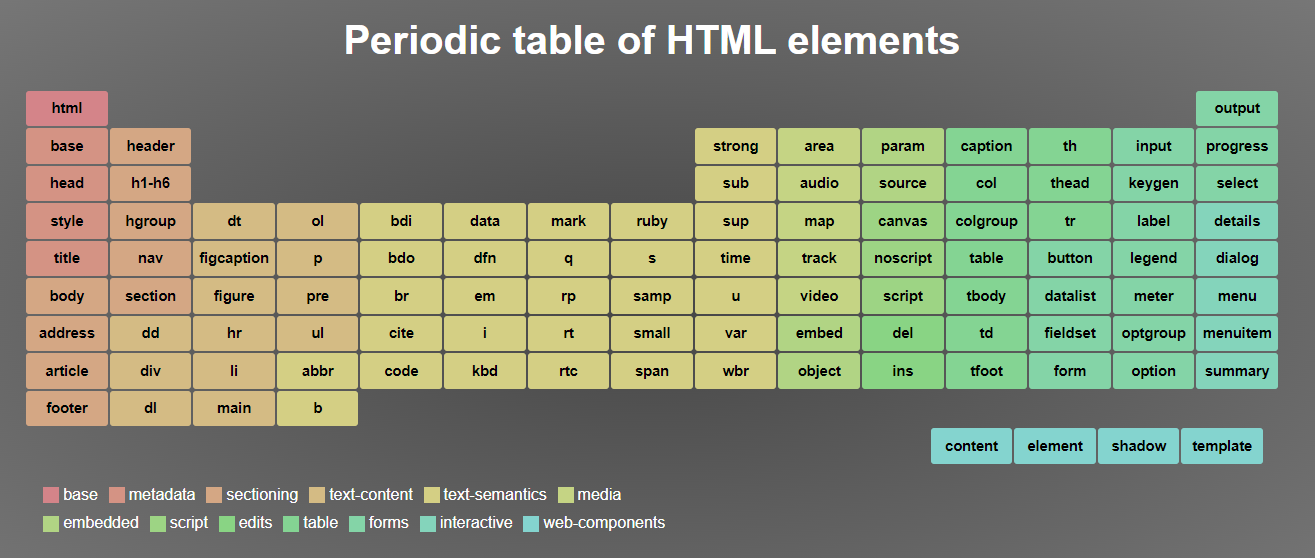 Periodic table of HTML elements
html output
base header strong area param caption th input progress
head h1-h6 sub audio source col thead keygen select
style hgroup dt ol bdi data mark ruby sup map canvas colgroup tr label details
title nav figcaption p bdo dfn q s time track noscript table button legend dialog
body section figure pre br em rp samp u video script tbody datalist meter menu
address dd hr ul cite i rt small var embed del td fieldset optgroup menuitem
article div li abbr code kbd rtc span wbr object ins tfoot form option summary
footer dl main b
content element shadow template
base metadata sectioning text-content text-semantics media
embedded script edits table forms interactive web-components